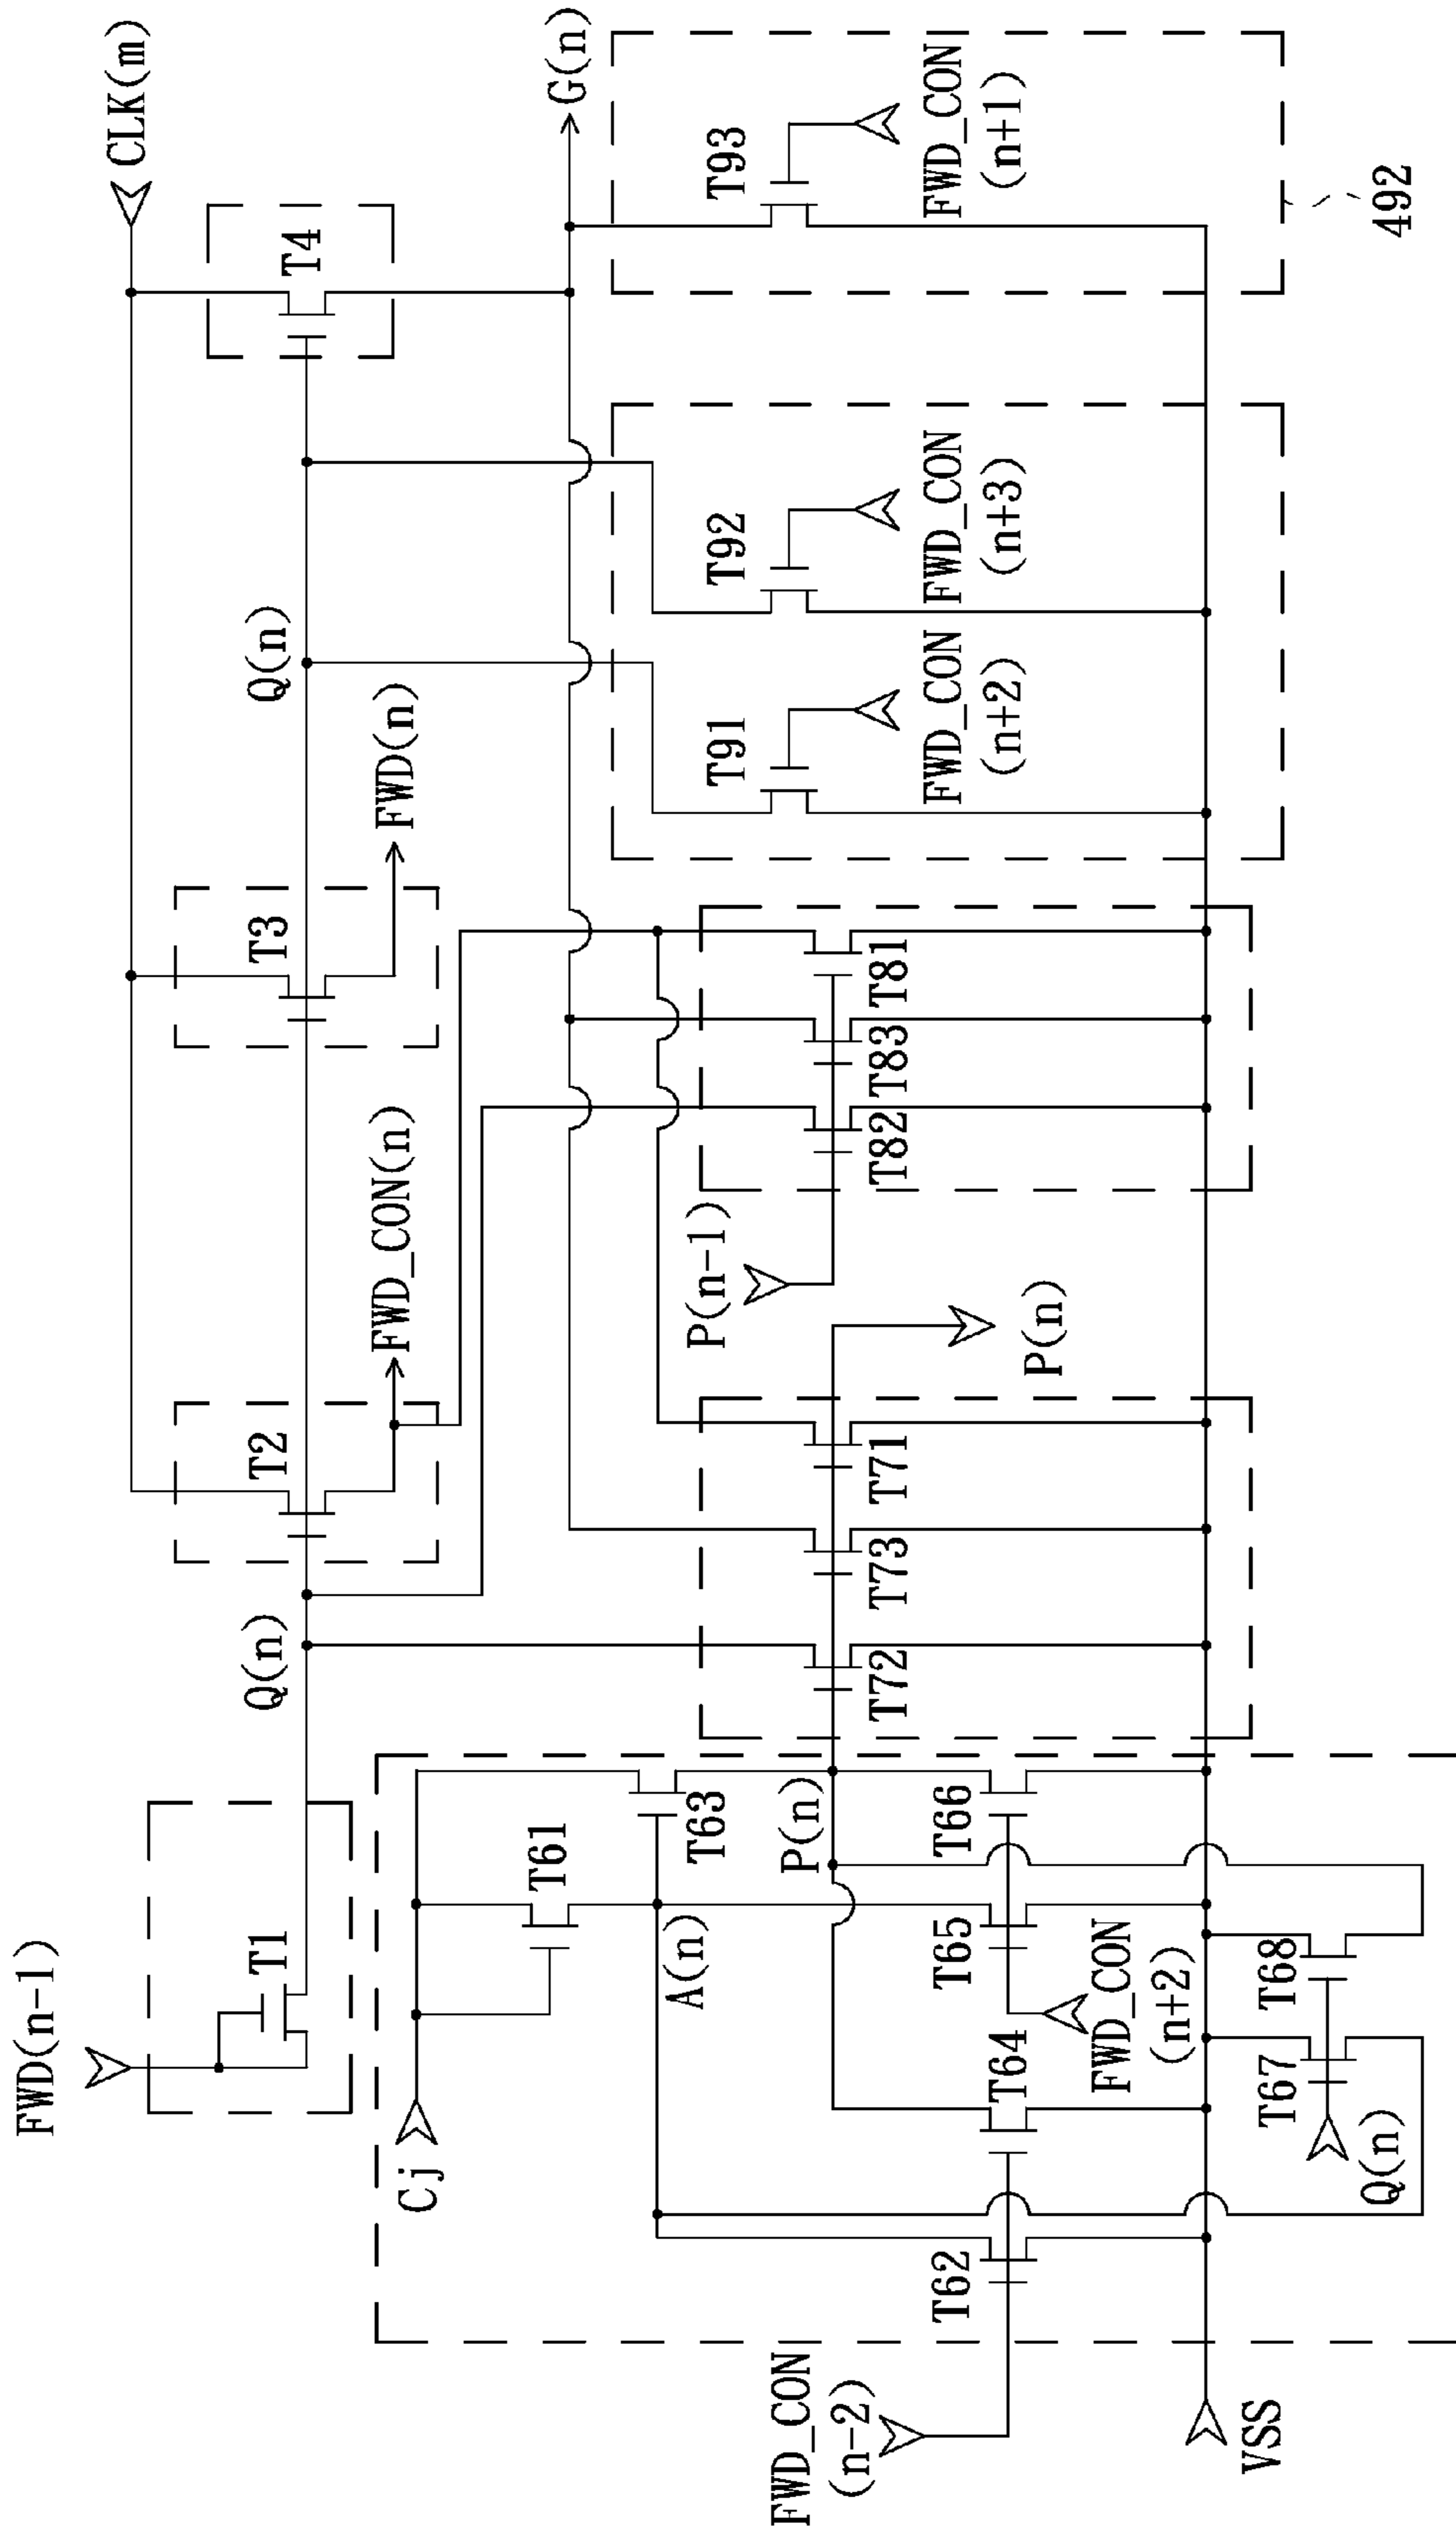 FWD(n-1)
T1
Q(n)
T2
FWD_CON(n)
T3
FWD(n)
Q(n)
T4
CLK(m)
G(n)
Cj
T61
T63
A(n)
P(n)
T62
T64
T65
T66
FWD_CON
(n-2)
FWD_CON
(n+2)
VSS
Q(n)
T67
T68
T72
T73
T71
P(n)
P(n-1)
T82
T83
T81
T91
FWD_CON
(n+2)
T92
FWD_CON
(n+3)
T93
FWD_CON
(n+1)
492